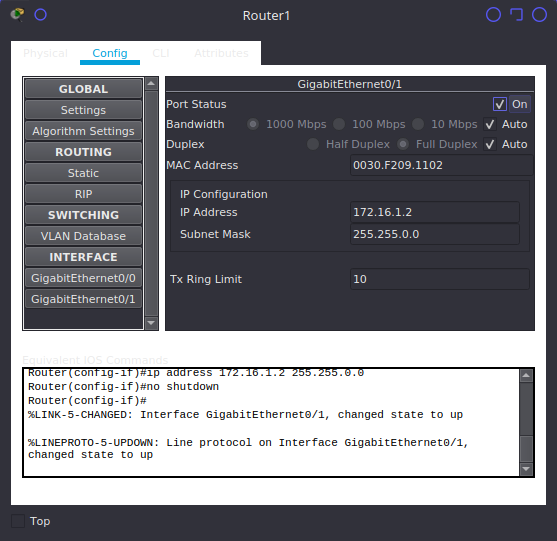 Router1
Physical Config CLI Attributes
GLOBAL
Settings
Algorithm Settings
ROUTING
Static
RIP
SWITCHING
VLAN Database
INTERFACE
GigabitEthernet0/0
GigabitEthernet0/1
GigabitEthernet0/1
Port Status On
Bandwidth 1000 Mbps 100 Mbps 10 Mbps Auto
Duplex Half Duplex Full Duplex Auto
MAC Address 0030.F209.1102
IP Configuration
IP Address 172.16.1.2
Subnet Mask 255.255.0.0
Tx Ring Limit 10
Equivalent IOS Commands
Router(config-if)#ip address 172.16.1.2 255.255.0.0
Router(config-if)#no shutdown
Router(config-if)#
%LINK-5-CHANGED: Interface GigabitEthernet0/1, changed state to up
%LINEPROTO-5-UPDOWN: Line protocol on Interface GigabitEthernet0/1,
changed state to up
Top